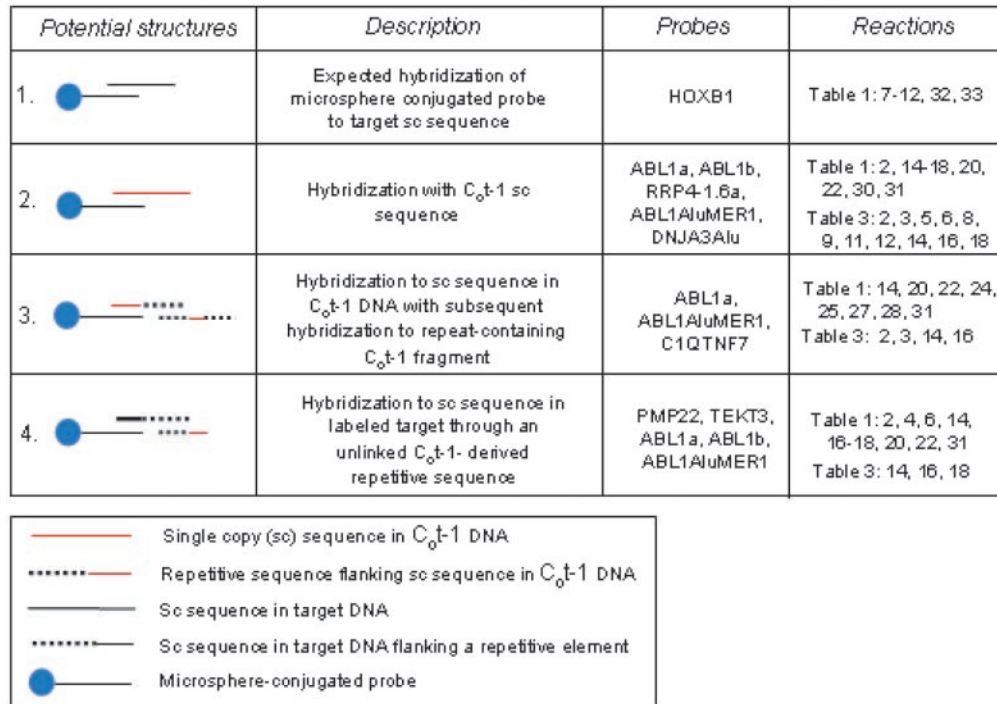 Potential structures Description Probes Reactions
1. Expected hybridization of microsphere conjugated probe to target sc sequence HOXB1 Table 1: 7-12, 32, 33
2. Hybridization with C₀t-1 sc sequence ABL1a, ABL1b, RRP4-1.6a, ABL1AluMER1, DNJA3Alu Table 1: 2, 14-18, 20, 22, 30, 31 Table 3: 2, 3, 5, 6, 8, 9, 11, 12, 14, 16, 18
3. Hybridization to sc sequence in C₀t-1 DNA with subsequent hybridization to repeat-containing C₀t-1 fragment ABL1a, ABL1AluMER1, C1QTNF7 Table 1: 14, 20, 22, 24, 25, 27, 28, 31 Table 3: 2, 3, 14, 16
4. Hybridization to sc sequence in labeled target through an unlinked C₀t-1- derived repetitive sequence PMP22, TEKT3, ABL1a, ABL1b, ABL1AluMER1 Table 1: 2, 4, 6, 14, 16-18, 20, 22, 31 Table 3: 14, 16, 18
Single copy (sc) sequence in C₀t-1 DNA
Repetitive sequence flanking sc sequence in C₀t-1 DNA
Sc sequence in target DNA
Sc sequence in target DNA flanking a repetitive element
Microsphere-conjugated probe